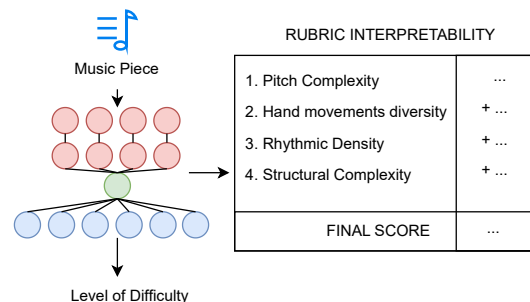 RUBRIC INTERPRETABILITY
Music Piece
1. Pitch Complexity ...
2. Hand movements diversity + ...
3. Rhythmic Density + ...
4. Structural Complexity + ...
FINAL SCORE ...
Level of Difficulty